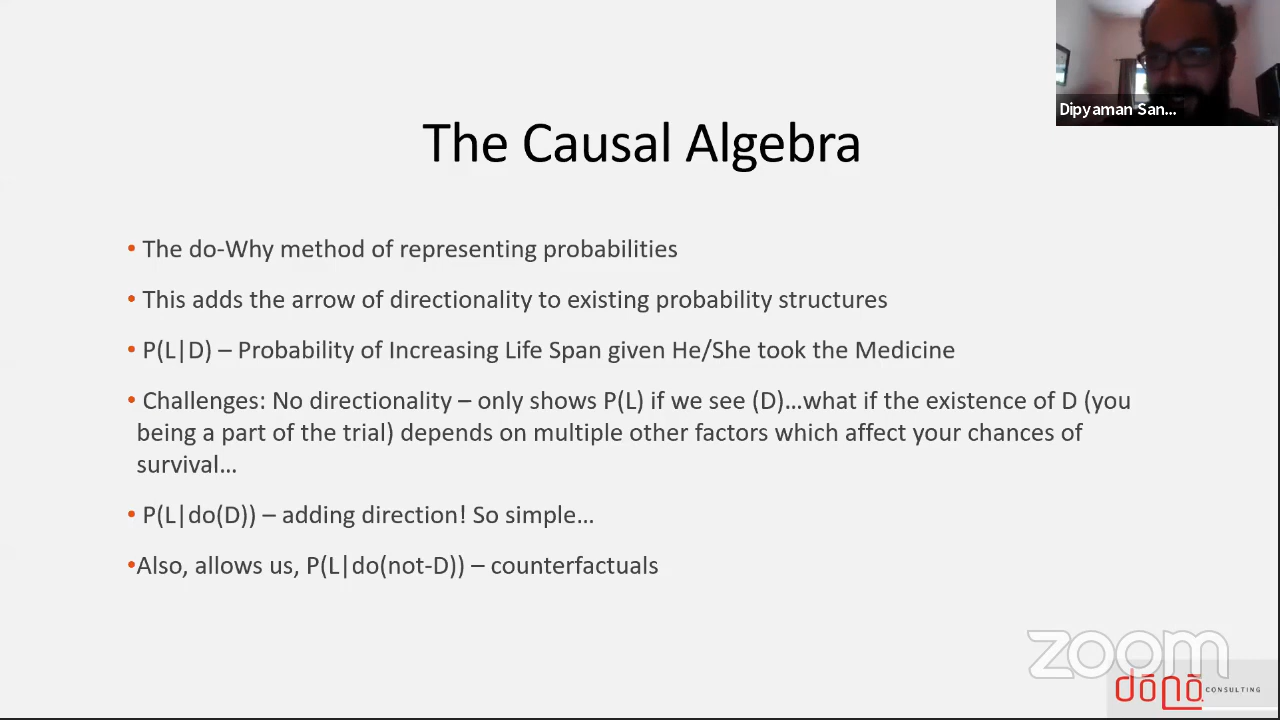 Dipyaman San...
The Causal Algebra
• The do-Why method of representing probabilities
• This adds the arrow of directionality to existing probability structures
• P(L|D) – Probability of Increasing Life Span given He/She took the Medicine
• Challenges: No directionality – only shows P(L) if we see (D)…what if the existence of D (you
being a part of the trial) depends on multiple other factors which affect your chances of
survival…
• P(L|do(D)) – adding direction! So simple…
•Also, allows us, P(L|do(not-D)) – counterfactuals
zoom
dōnō CONSULTING